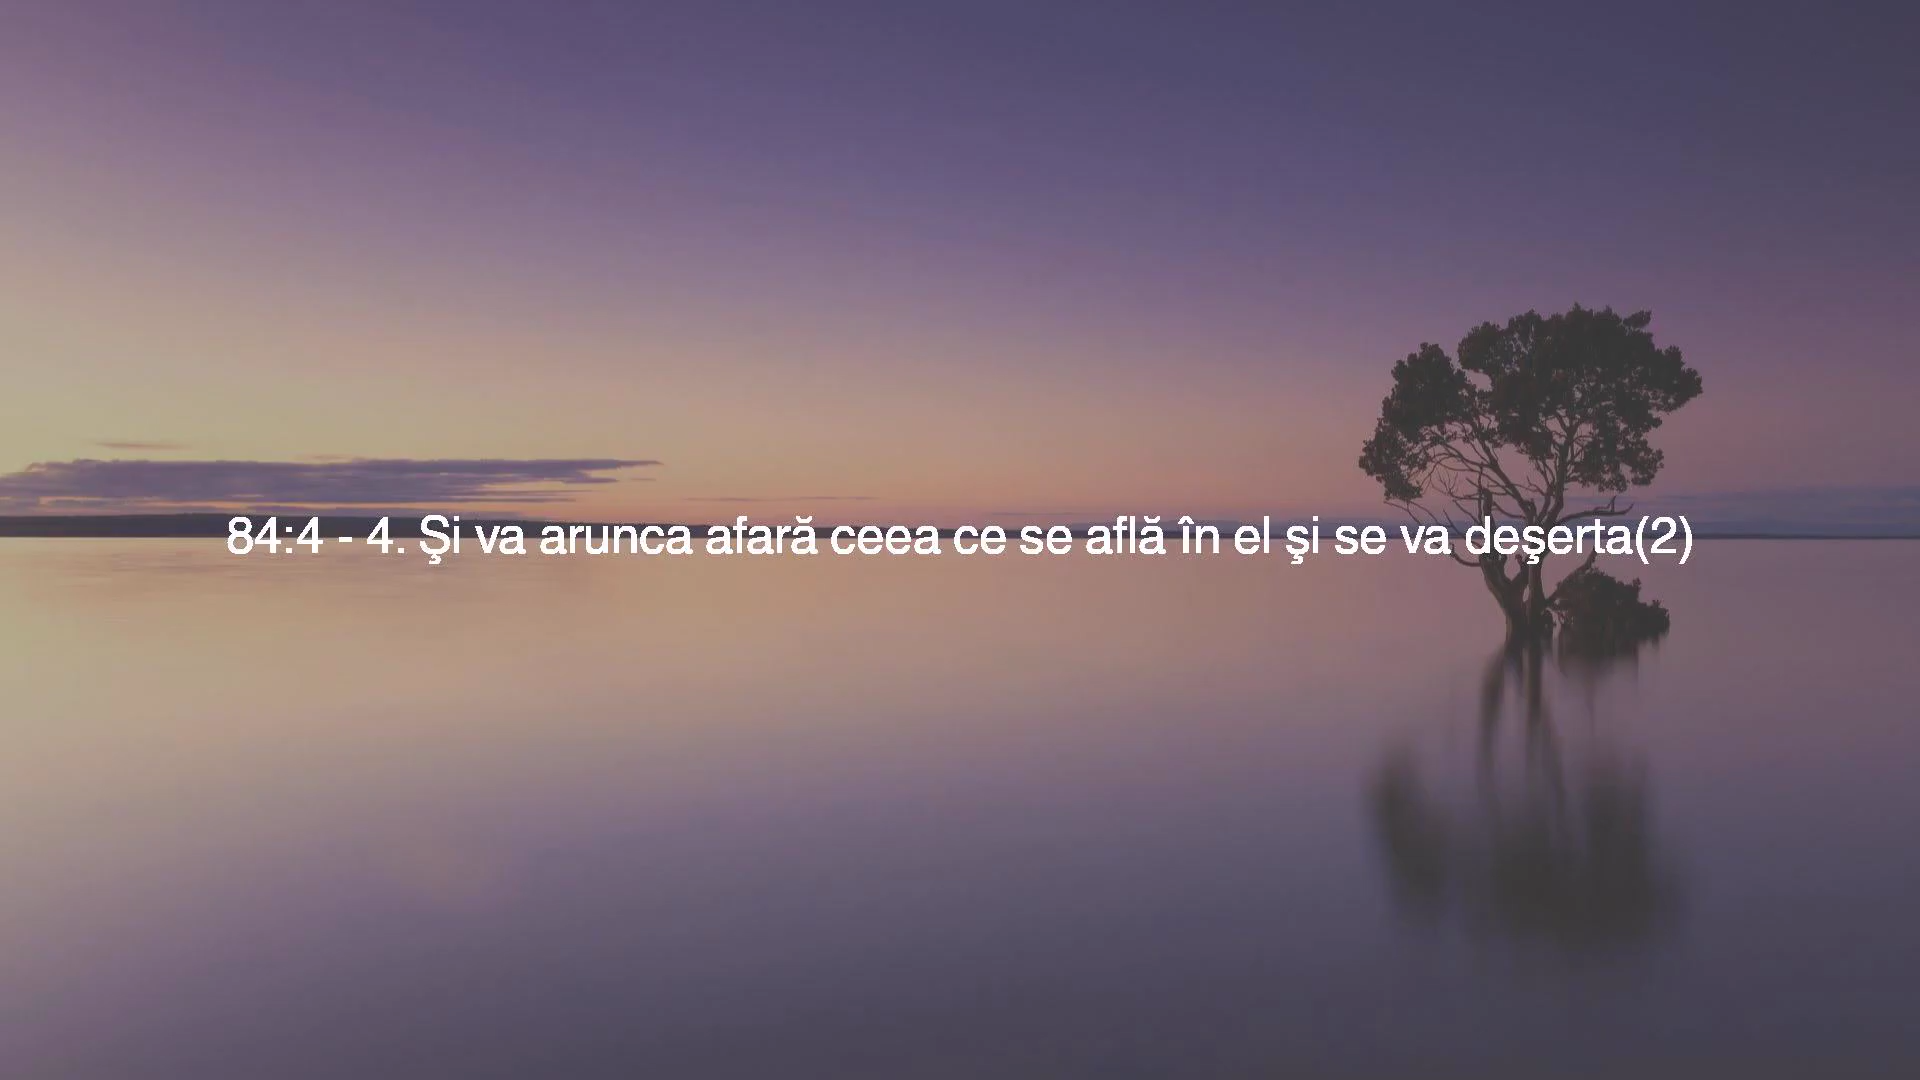 84:4 - 4. Şi va arunca afară ceea ce se află în el şi se va deşerta(2)